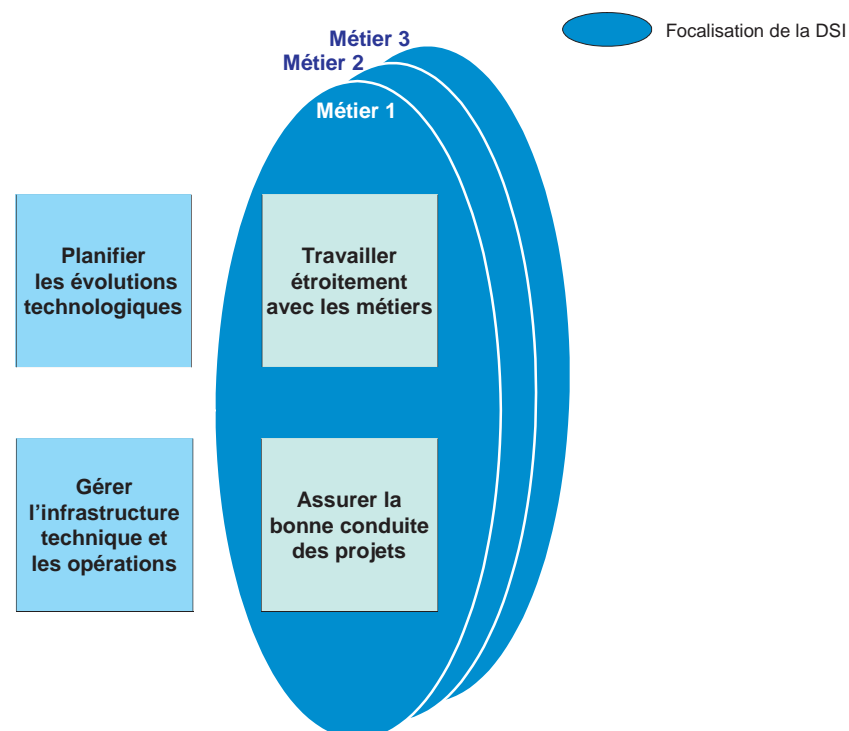 Métier 3
Focalisation de la DSI
Métier 2
Métier 1
Planifier
les évolutions
technologiques
Travailler
étroitement
avec les métiers
Gérer
l’infrastructure
technique et
les opérations
Assurer la
bonne conduite
des projets